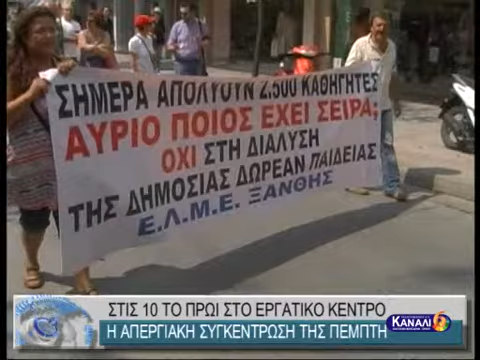 ΣΗΜΕΡΑ ΑΠΟΛΥΟΥΝ 2.500 ΚΑΘΗΓΗΤΕΣ
ΑΥΡΙΟ ΠΟΙΟΣ ΕΧΕΙ ΣΕΙΡΑ;
ΟΧΙ ΣΤΗ ΔΙΑΛΥΣΗ
ΤΗΣ ΔΗΜΟΣΙΑΣ ΔΩΡΕΑΝ ΠΑΙΔΕΙΑΣ
Ε.Λ.Μ.Ε. ΞΑΝΘΗΣ
ΣΤΙΣ 10 ΤΟ ΠΡΩΙ ΣΤΟ ΕΡΓΑΤΙΚΟ ΚΕΝΤΡΟ
Η ΑΠΕΡΓΙΑΚΗ ΣΥΓΚΕΝΤΡΩΣΗ ΤΗΣ ΠΕΜΠΤΗ
ΚΑΝΑΛΙ 6